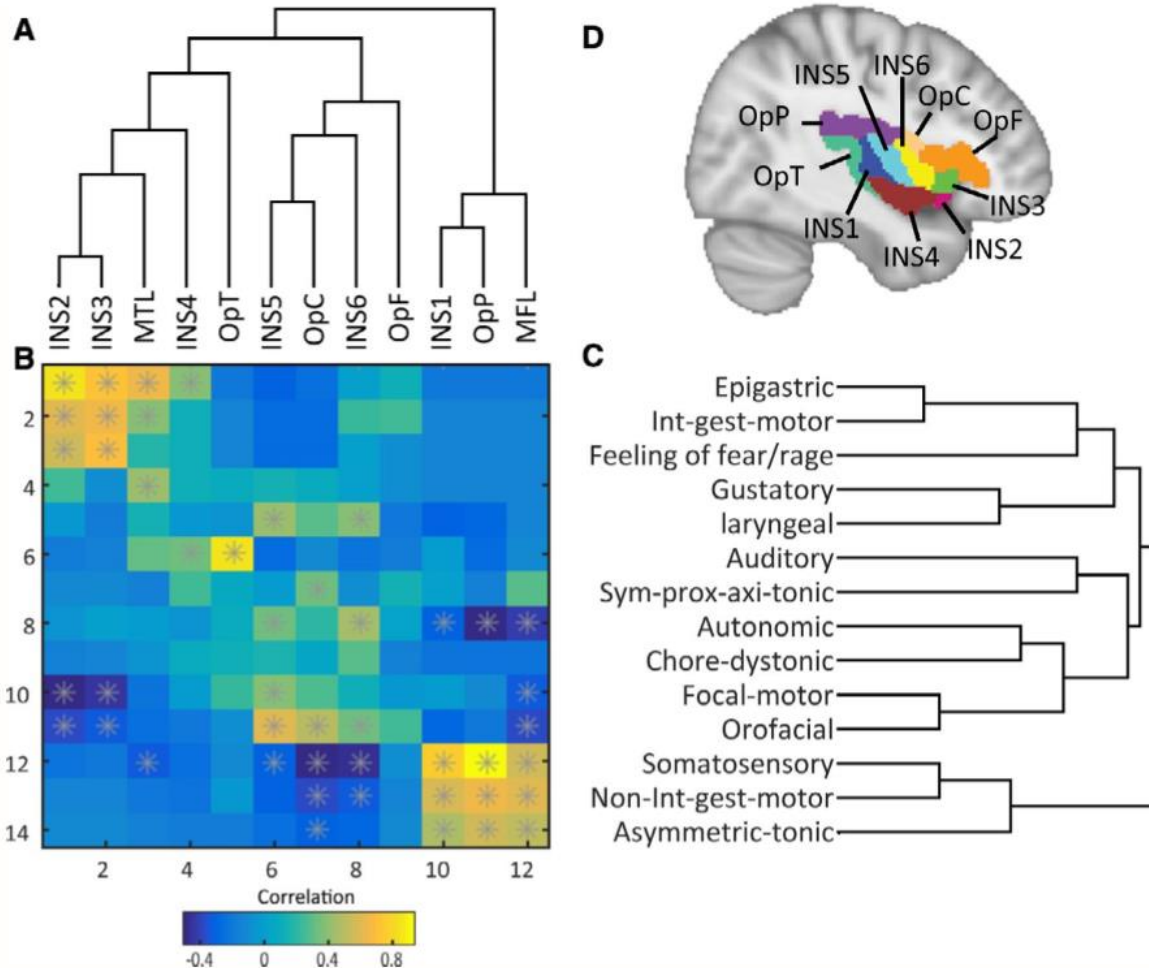 A
INS2
INS3
MTL
INS4
OpT
INS5
OpC
INS6
OpF
INS1
OpP
MFL
B
2
4
6
8
10
12
14
2 4 6 8 10 12
Correlation
-0.4 0 0.4 0.8
D
INS5
INS6
OpC
OpP
OpF
OpT
INS3
INS1
INS4
INS2
C
Epigastric
Int-gest-motor
Feeling of fear/rage
Gustatory
laryngeal
Auditory
Sym-prox-axi-tonic
Autonomic
Chore-dystonic
Focal-motor
Orofacial
Somatosensory
Non-Int-gest-motor
Asymmetric-tonic